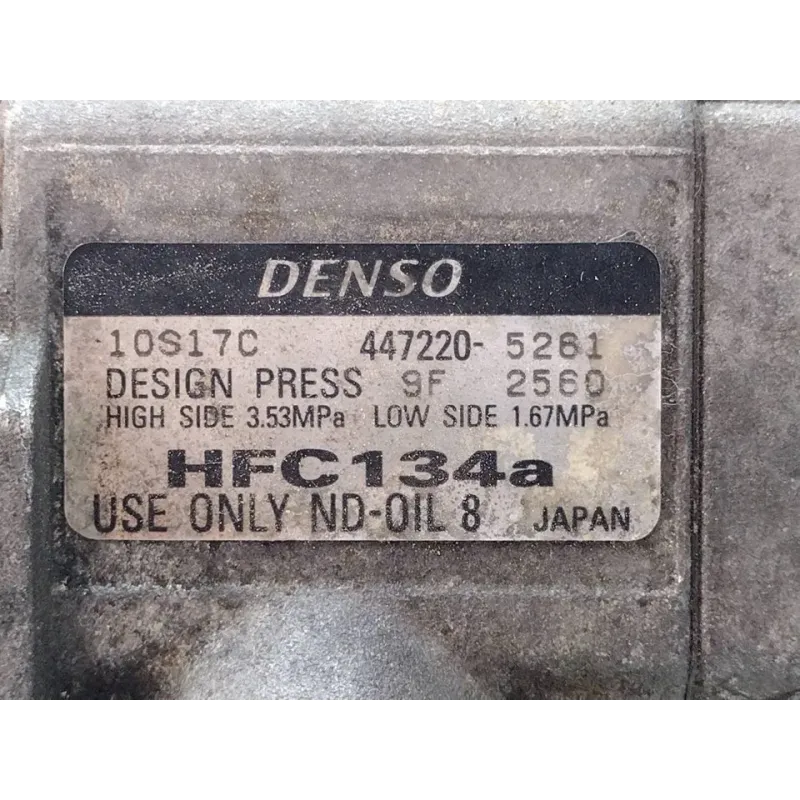 DENSO
10S17C 447220- 5281
DESIGN PRESS 9F 2560
HIGH SIDE 3.53MPa LOW SIDE 1.67MPa
HFC134a
USE ONLY ND-OIL 8 JAPAN